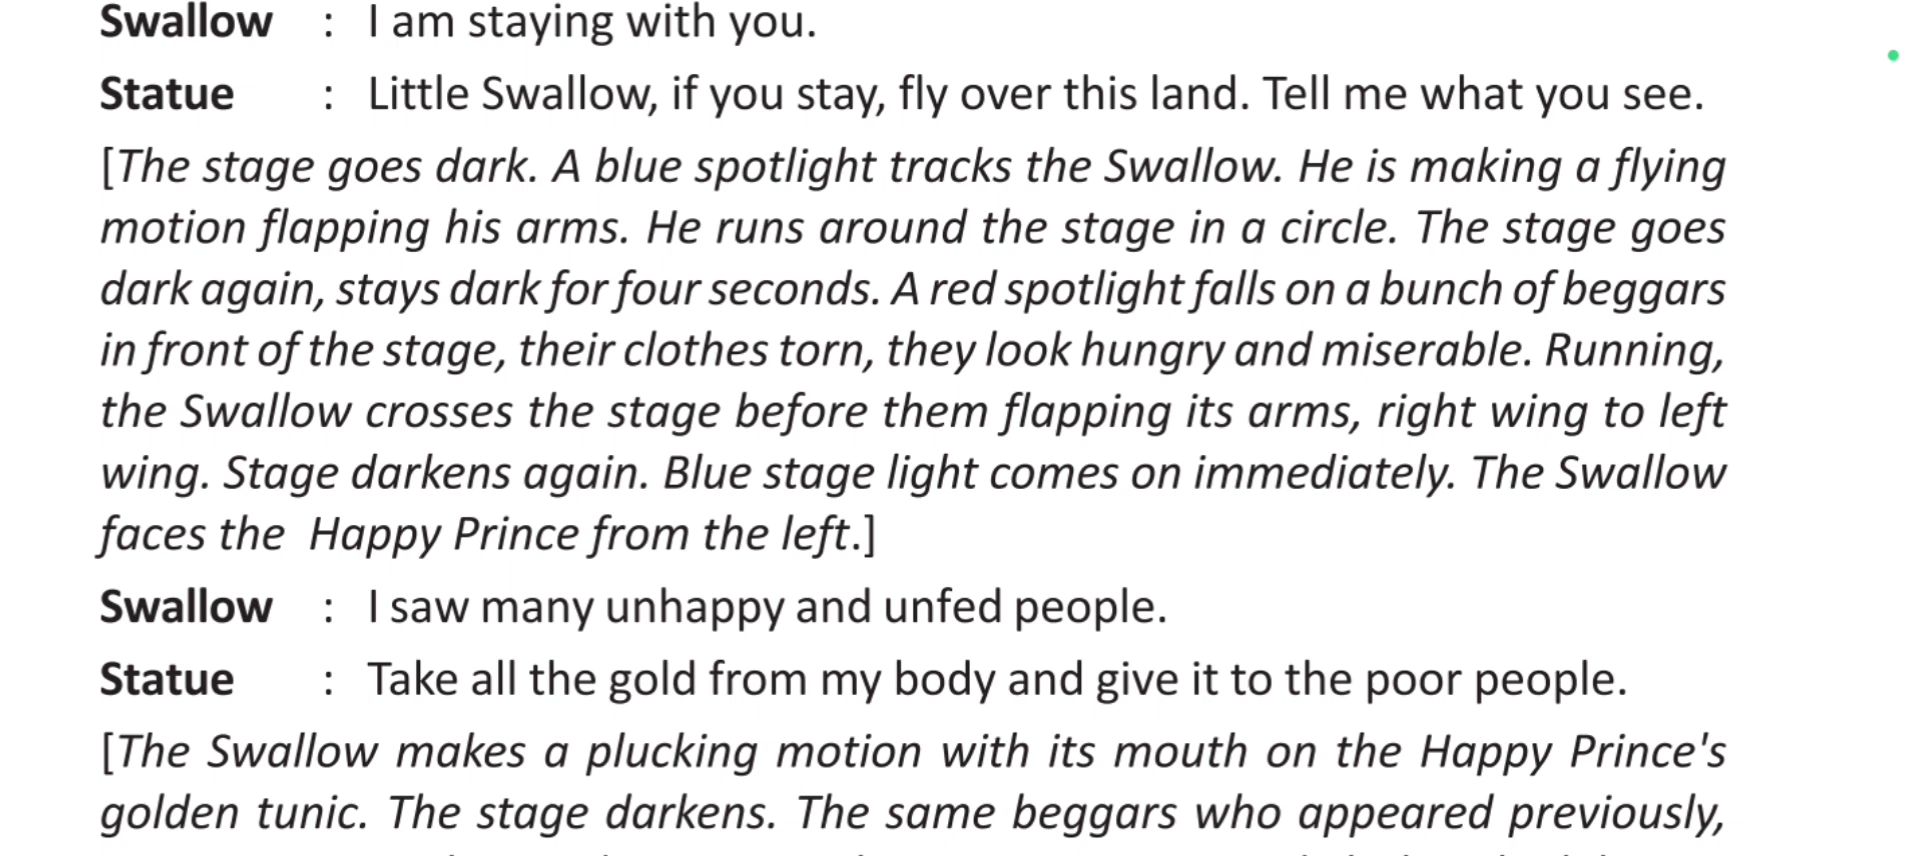 Swallow : I am staying with you.
Statue : Little Swallow, if you stay, fly over this land. Tell me what you see.
[The stage goes dark. A blue spotlight tracks the Swallow. He is making a flying
motion flapping his arms. He runs around the stage in a circle. The stage goes
dark again, stays dark for four seconds. A red spotlight falls on a bunch of beggars
in front of the stage, their clothes torn, they look hungry and miserable. Running,
the Swallow crosses the stage before them flapping its arms, right wing to left
wing. Stage darkens again. Blue stage light comes on immediately. The Swallow
faces the Happy Prince from the left.]
Swallow : I saw many unhappy and unfed people.
Statue : Take all the gold from my body and give it to the poor people.
[The Swallow makes a plucking motion with its mouth on the Happy Prince's
golden tunic. The stage darkens. The same beggars who appeared previously,